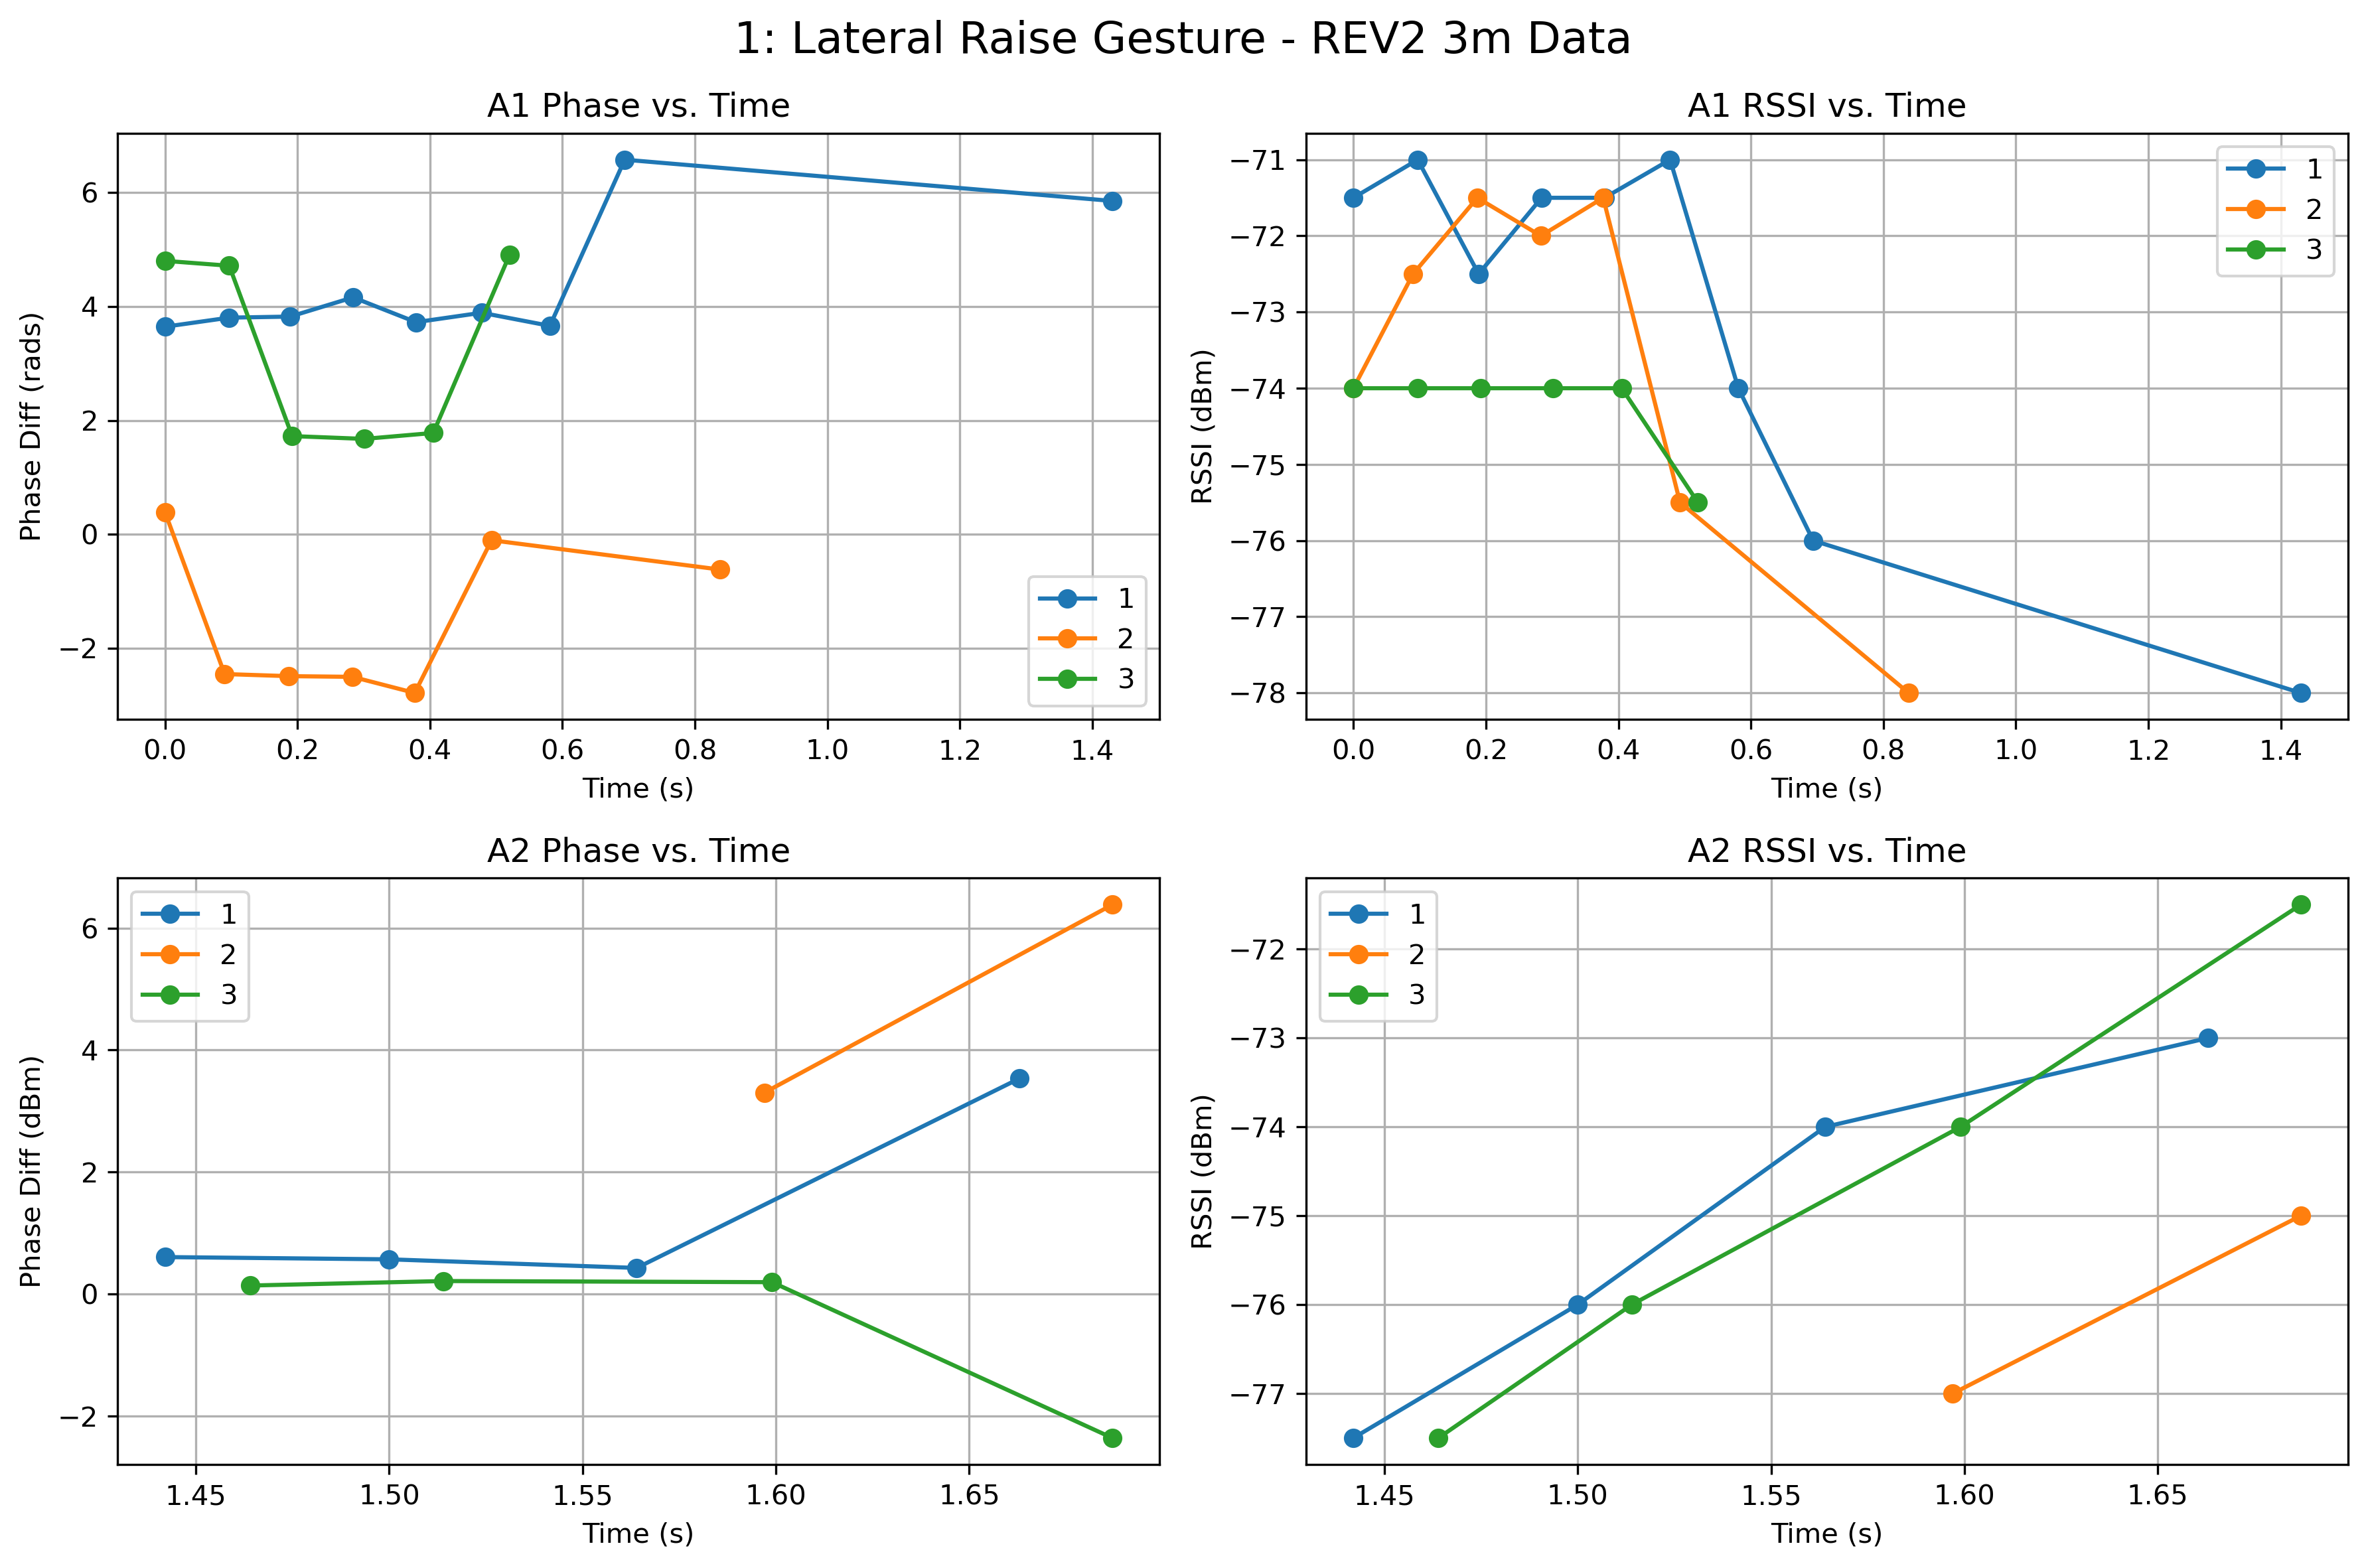 1: Lateral Raise Gesture - REV2 3m Data
A1 Phase vs. Time
Phase Diff (rads)
6
4
2
0
−2
0.0 0.2 0.4 0.6 0.8 1.0 1.2 1.4
Time (s)
1
2
3
A1 RSSI vs. Time
RSSI (dBm)
−71
−72
−73
−74
−75
−76
−77
−78
0.0 0.2 0.4 0.6 0.8 1.0 1.2 1.4
Time (s)
1
2
3
A2 Phase vs. Time
Phase Diff (dBm)
6
4
2
0
−2
1.45 1.50 1.55 1.60 1.65
Time (s)
1
2
3
A2 RSSI vs. Time
RSSI (dBm)
−72
−73
−74
−75
−76
−77
1.45 1.50 1.55 1.60 1.65
Time (s)
1
2
3